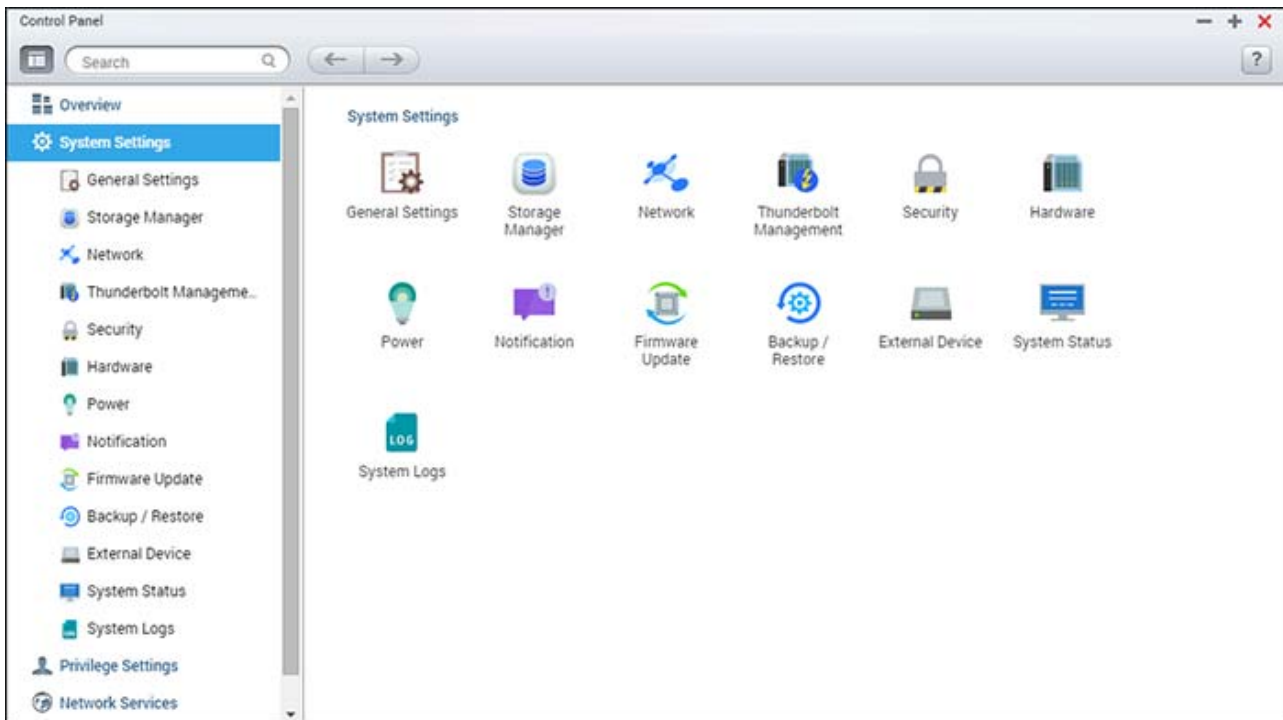 Control Panel
Search
?
Overview
System Settings
General Settings
Storage Manager
Network
Thunderbolt Manageme..
Security
Hardware
Power
Notification
Firmware Update
Backup / Restore
External Device
System Status
System Logs
Privilege Settings
Network Services
System Settings
General Settings
Storage
Manager
Network
Thunderbolt
Management
Security
Hardware
Power
Notification
Firmware
Update
Backup /
Restore
External Device
System Status
LOG
System Logs